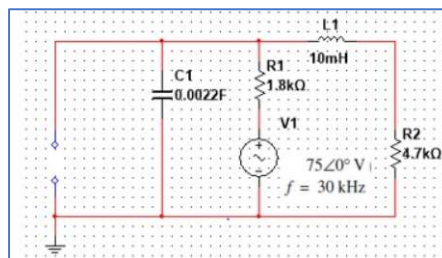 L1
10mH
C1
0.0022F
R1
1.8kΩ
V1
75∠0° V
f = 30 kHz
R2
4.7kΩ